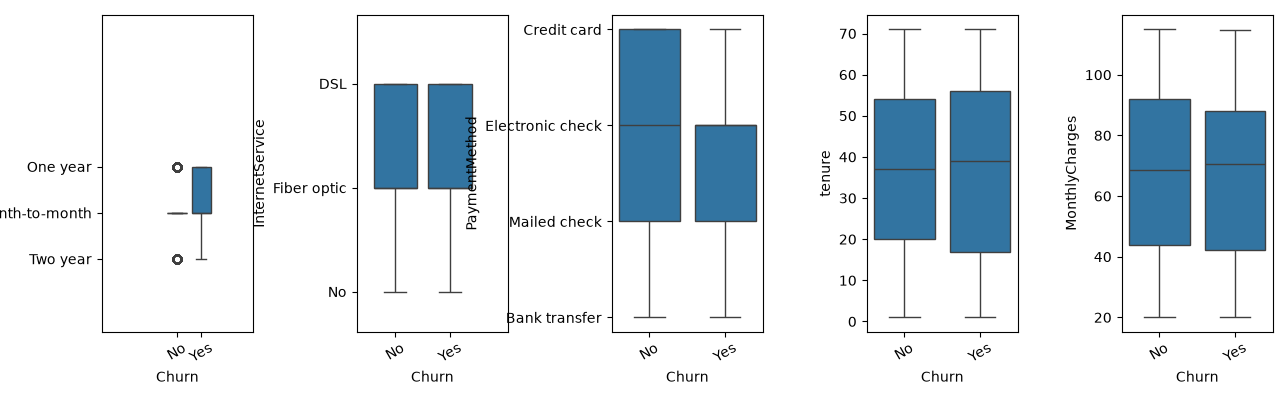 One year
nth-to-month
Two year
No
Yes
Churn
InternetService
DSL
Fiber optic
No
No
Yes
Churn
PaymentMethod
Credit card
Electronic check
Mailed check
Bank transfer
No
Yes
Churn
tenure
70
60
50
40
30
20
10
0
No
Yes
Churn
MonthlyCharges
100
80
60
40
20
No
Yes
Churn